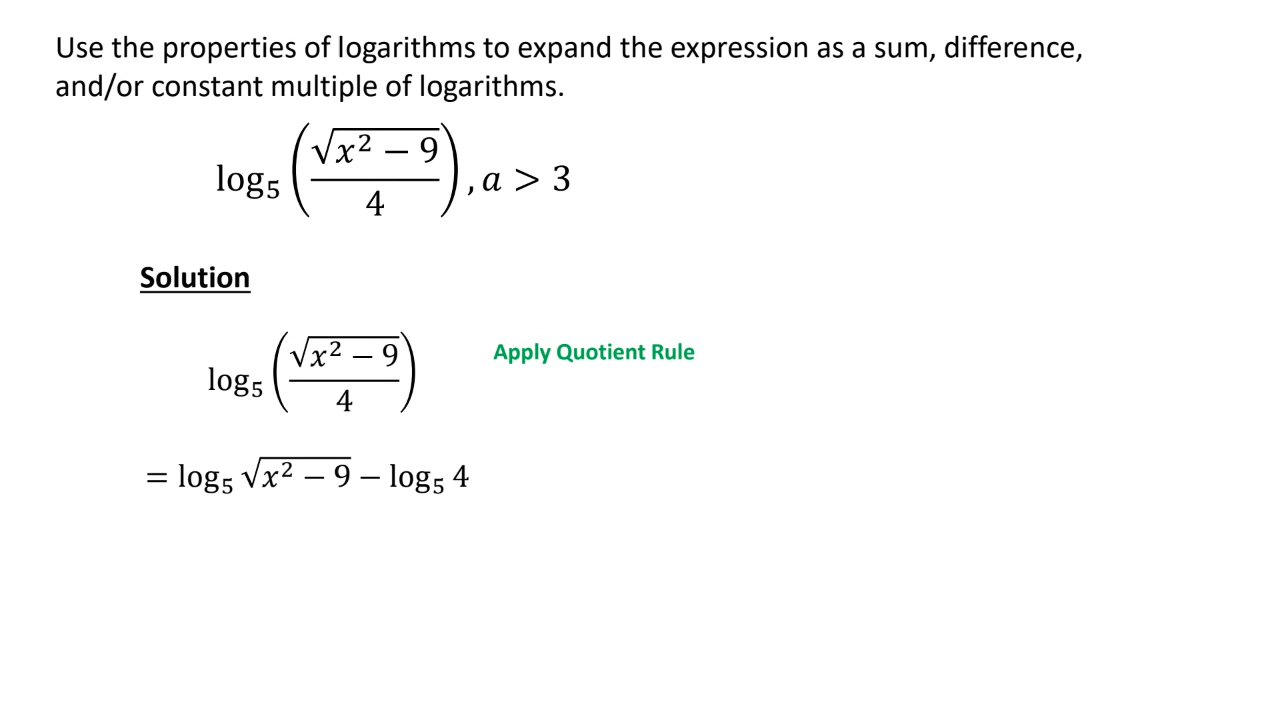 Use the properties of logarithms to expand the expression as a sum, difference,
and/or constant multiple of logarithms.
log₅(√(x² − 9)/4), a > 3
Solution
log₅(√(x² − 9)/4) Apply Quotient Rule
= log₅ √(x² − 9) − log₅ 4